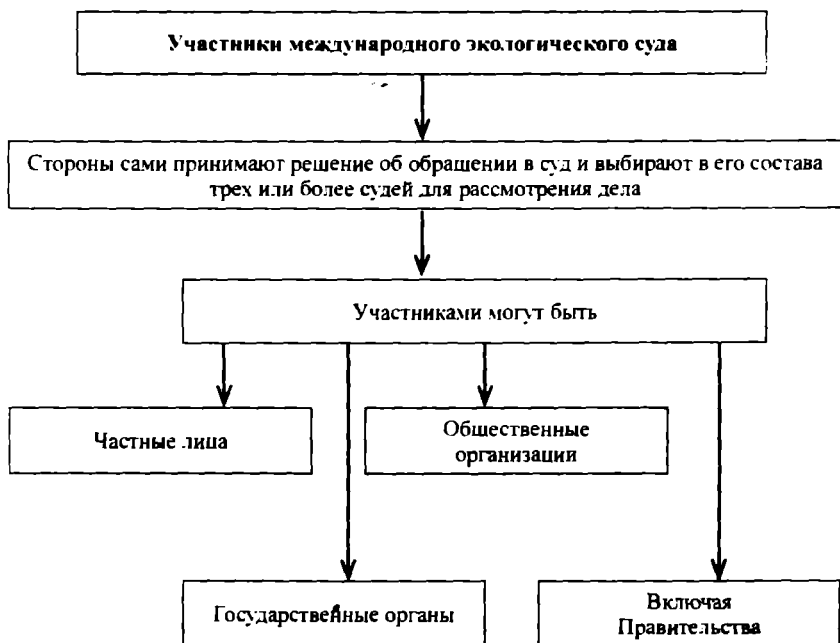 Участники международного экологического суда
Стороны сами принимают решение об обращении в суд и выбирают в его состава
трех или более судей для рассмотрения дела
Участниками могут быть
Частные лица
Общественные
организации
Государственные органы
Включая
Правительства